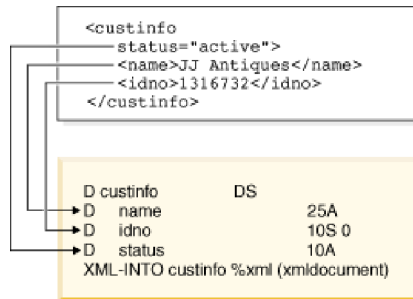 <custinfo
status="active">
<name>JJ Antiques</name>
<idno>1316732</idno>
</custinfo>
D custinfo DS
D name 25A
D idno 10S 0
D status 10A
XML-INTO custinfo %xml (xmldocument)